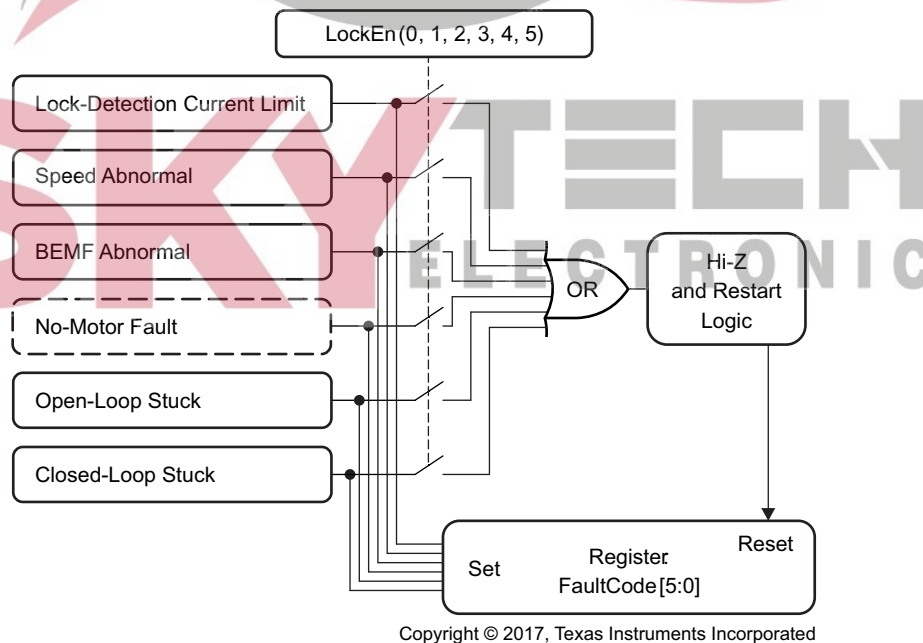 LockEn(0, 1, 2, 3, 4, 5)
Lock-Detection Current Limit
Speed Abnormal
BEMF Abnormal
No-Motor Fault
Open-Loop Stuck
Closed-Loop Stuck
OR
Hi-Z
and Restart
Logic
Set
Register
FaultCode[5:0]
Reset
SKYTECH
ELECTRONIC
Copyright © 2017, Texas Instruments Incorporated